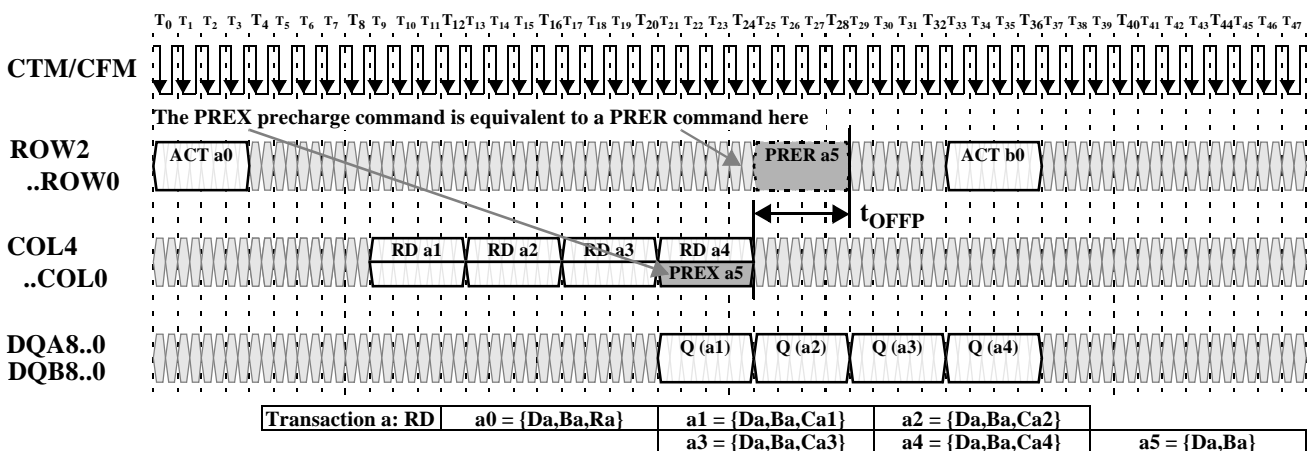 T0 T1 T2 T3 T4 T5 T6 T7 T8 T9 T10 T11 T12 T13 T14 T15 T16 T17 T18 T19 T20 T21 T22 T23 T24 T25 T26 T27 T28 T29 T30 T31 T32 T33 T34 T35 T36 T37 T38 T39 T40 T41 T42 T43 T44 T45 T46 T47
CTM/CFM
The PREX precharge command is equivalent to a PRER command here
ROW2
..ROW0
ACT a0 PRER a5 ACT b0
tOFFP
COL4
..COL0
RD a1 RD a2 RD a3 RD a4
PREX a5
DQA8..0
DQB8..0
Q (a1) Q (a2) Q (a3) Q (a4)
Transaction a: RD a0 = {Da,Ba,Ra} a1 = {Da,Ba,Ca1} a2 = {Da,Ba,Ca2}
a3 = {Da,Ba,Ca3} a4 = {Da,Ba,Ca4} a5 = {Da,Ba}